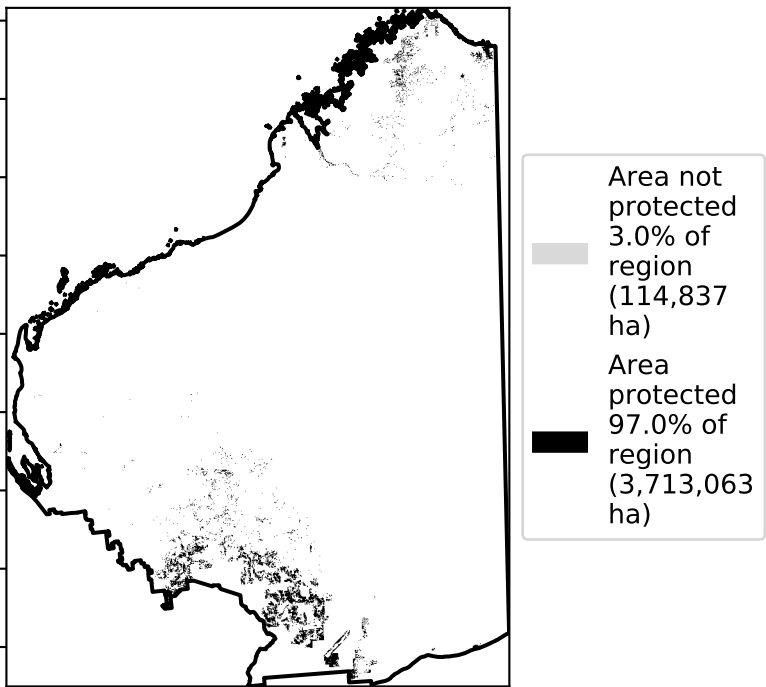 Area not
protected
3.0% of
region
(114,837
ha)
Area
protected
97.0% of
region
(3,713,063
ha)